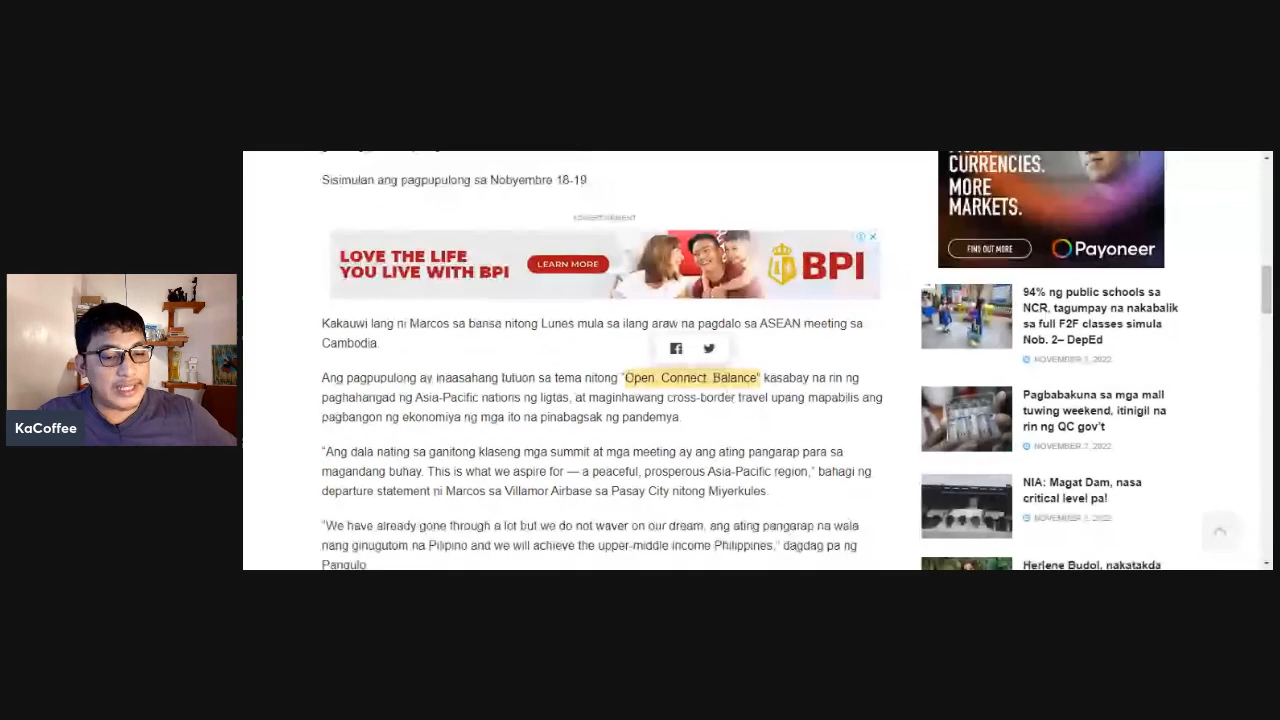 Sisimulan ang pagpupulong sa Nobyembre 18-19
ADVERTISEMENT
LOVE THE LIFE
YOU LIVE WITH BPI
LEARN MORE
BPI
Kakauwi lang ni Marcos sa bansa nitong Lunes mula sa ilang araw na pagdalo sa ASEAN meeting sa
Cambodia.
Ang pagpupulong ay inaasahang tutuon sa tema nitong "Open. Connect. Balance" kasabay na rin ng
paghahangad ng Asia-Pacific nations ng ligtas, at maginhawang cross-border travel upang mapabilis ang
pagbangon ng ekonomiya ng mga ito na pinabagsak ng pandemya.
"Ang dala nating sa ganitong klaseng mga summit at mga meeting ay ang ating pangarap para sa
magandang buhay. This is what we aspire for — a peaceful, prosperous Asia-Pacific region," bahagi ng
departure statement ni Marcos sa Villamor Airbase sa Pasay City nitong Miyerkules.
"We have already gone through a lot but we do not waver on our dream, ang ating pangarap na wala
nang ginugutom na Pilipino and we will achieve the upper-middle income Philippines," dagdag pa ng
Pangulo
CURRENCIES.
MORE
MARKETS.
FIND OUT MORE
Payoneer
94% ng public schools sa
NCR, tagumpay na nakabalik
sa full F2F classes simula
Nob. 2– DepEd
Pagbabakuna sa mga mall
tuwing weekend, itinigil na
rin ng QC gov't
NOVEMBER 7, 2022
NIA: Magat Dam, nasa
critical level pa!
Herlene Budol, nakatakda
KaCoffee